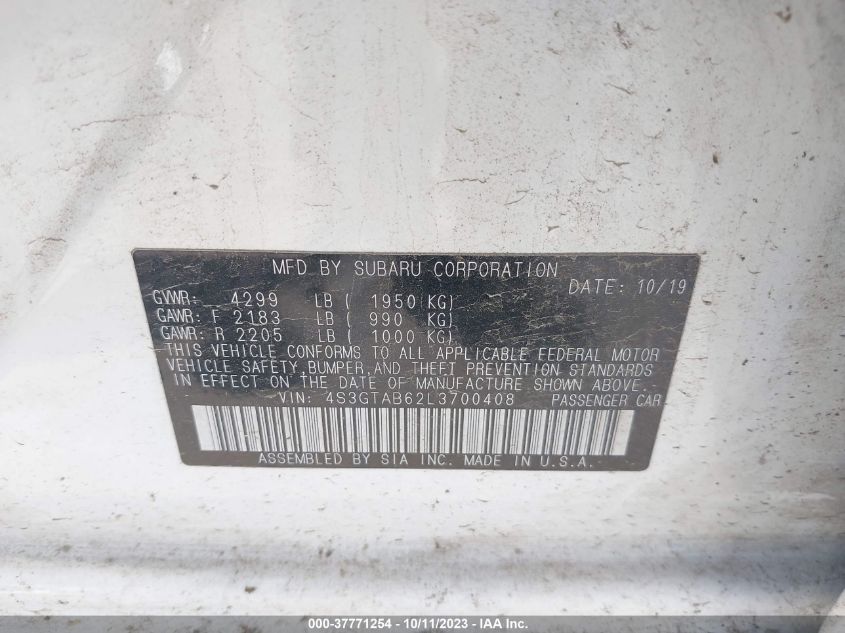 MFD BY SUBARU CORPORATION
DATE: 10/19
GVWR: 4299 LB ( 1950 KG)
GAWR: F 2183 LB ( 990 KG)
GAWR: R 2205 LB ( 1000 KG)
THIS VEHICLE CONFORMS TO ALL APPLICABLE FEDERAL MOTOR
VEHICLE SAFETY, BUMPER, AND THEFT PREVENTION STANDARDS
IN EFFECT ON THE DATE OF MANUFACTURE SHOWN ABOVE.
VIN: 4S3GTAB62L3700408 PASSENGER CAR
ASSEMBLED BY SIA INC. MADE IN U.S.A.
000-37771254 - 10/11/2023 - IAA Inc.